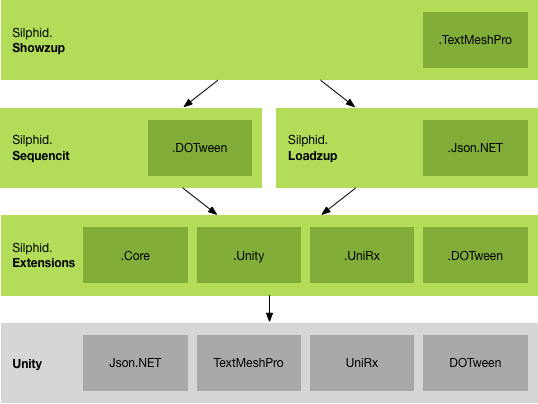 Silphid.
Showzup
.TextMeshPro
Silphid.
Sequencit
.DOTween
Silphid.
Loadzup
.Json.NET
Silphid.
Extensions
.Core
.Unity
.UniRx
.DOTween
Unity
Json.NET
TextMeshPro
UniRx
DOTween